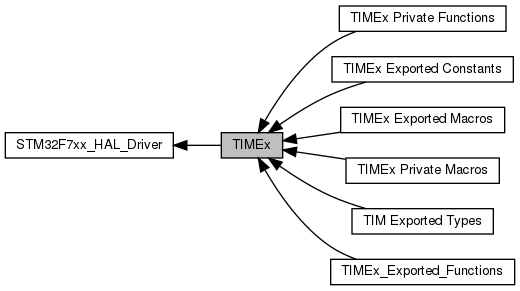 TIMEx Private Functions
TIMEx Exported Constants
TIMEx Exported Macros
STM32F7xx_HAL_Driver
TIMEx
TIMEx Private Macros
TIM Exported Types
TIMEx_Exported_Functions